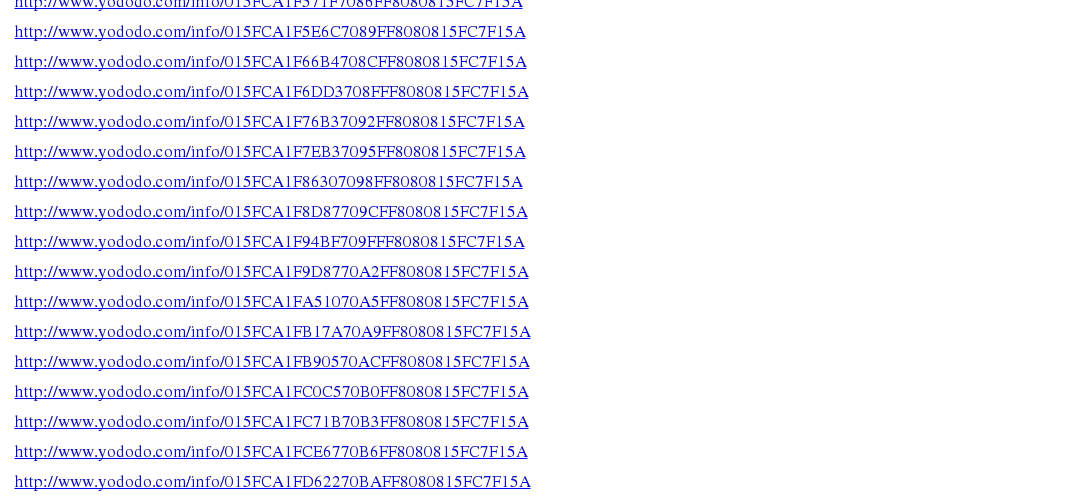 http://www.yododo.com/info/015FCA1F571F7086FF8080815FC7F15A
http://www.yododo.com/info/015FCA1F5E6C7089FF8080815FC7F15A
http://www.yododo.com/info/015FCA1F66B4708CFF8080815FC7F15A
http://www.yododo.com/info/015FCA1F6DD3708FFF8080815FC7F15A
http://www.yododo.com/info/015FCA1F76B37092FF8080815FC7F15A
http://www.yododo.com/info/015FCA1F7EB37095FF8080815FC7F15A
http://www.yododo.com/info/015FCA1F86307098FF8080815FC7F15A
http://www.yododo.com/info/015FCA1F8D87709CFF8080815FC7F15A
http://www.yododo.com/info/015FCA1F94BF709FFF8080815FC7F15A
http://www.yododo.com/info/015FCA1F9D8770A2FF8080815FC7F15A
http://www.yododo.com/info/015FCA1FA51070A5FF8080815FC7F15A
http://www.yododo.com/info/015FCA1FB17A70A9FF8080815FC7F15A
http://www.yododo.com/info/015FCA1FB90570ACFF8080815FC7F15A
http://www.yododo.com/info/015FCA1FC0C570B0FF8080815FC7F15A
http://www.yododo.com/info/015FCA1FC71B70B3FF8080815FC7F15A
http://www.yododo.com/info/015FCA1FCE6770B6FF8080815FC7F15A
http://www.yododo.com/info/015FCA1FD62270BAFF8080815FC7F15A